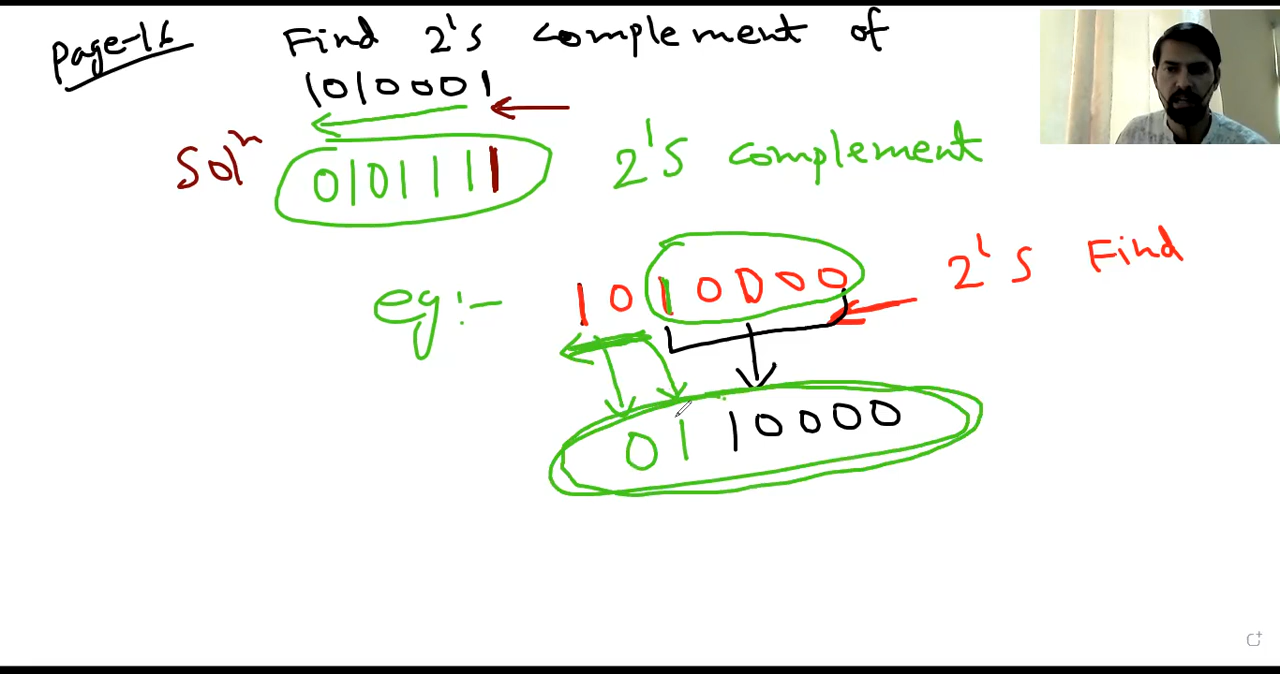 Page-16 Find 2's complement of
1010001
Solⁿ 0101111 2's complement
eg:- 1010000 2's Find
0110000